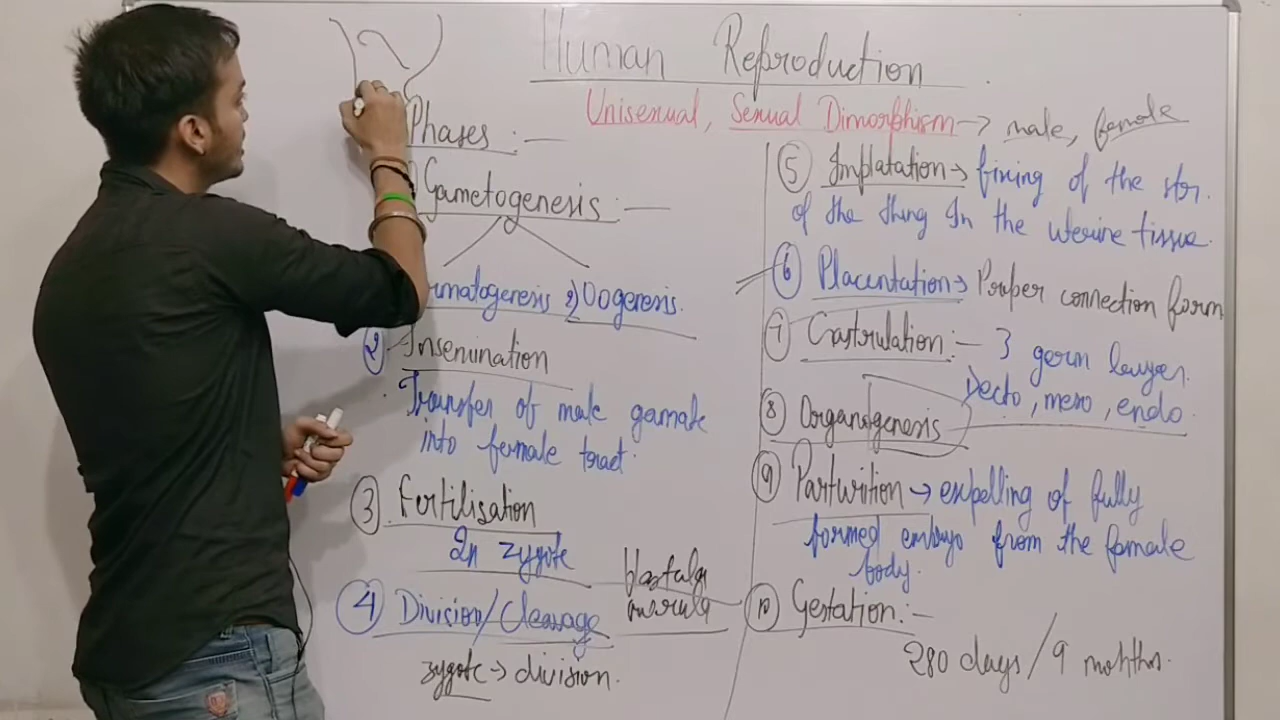 Human Reproduction
Unisexual, Sexual Dimorphism → male, female
Phases :—
Gametogenesis :—
matogenesis 2) Oogenesis.
2 Insemination
Transfer of male gamate
into female tract.
3 Fertilisation
2n zygote
4 Division/Cleavage
blastula
morula
zygote → division.
5 Implatation → fixing of the str.
of the thing In the uterine tissue.
6 Placentation → Proper connection form
7 Gastrulation :— 3 germ layer.
ecto, meso, endo.
8 Organogenesis
9 Parturition → expelling of fully
formed embryo from the female
body.
10 Gestation :—
280 days / 9 months.